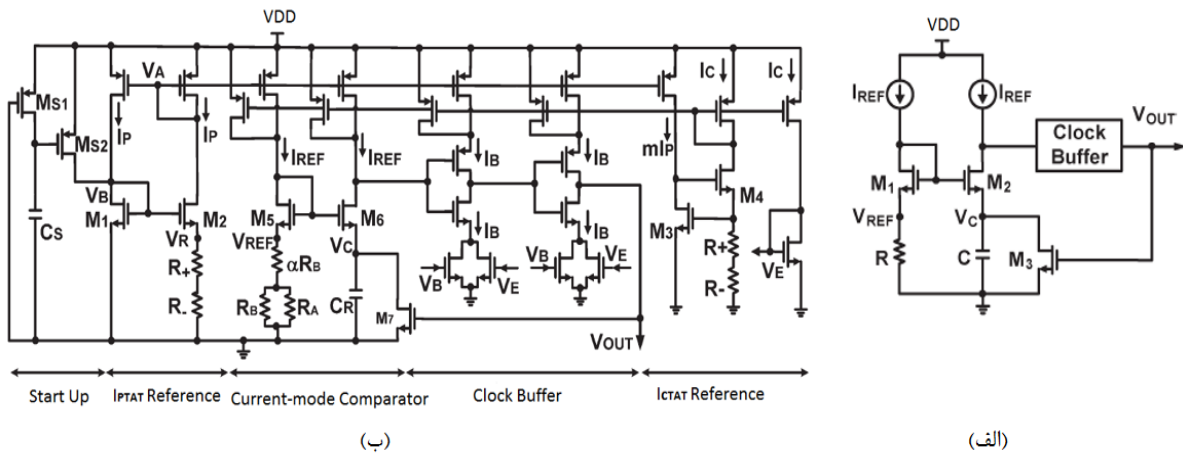 VDD
VA
MS1
IP
IP
MS2
VB
M1
M2
VR
CS
R+
R-
IREF
IREF
M5
M6
VREF
VC
αRB
RB
RA
CR
M7
IB
IB
IB
IB
VB
VE
VB
VE
VOUT
mIP
IC
IC
M4
M3
R+
R-
VE
Start Up
IPTAT Reference
Current-mode Comparator
Clock Buffer
ICTAT Reference
(ب)
VDD
IREF
IREF
Clock Buffer
VOUT
M1
M2
VREF
VC
R
C
M3
(الف)